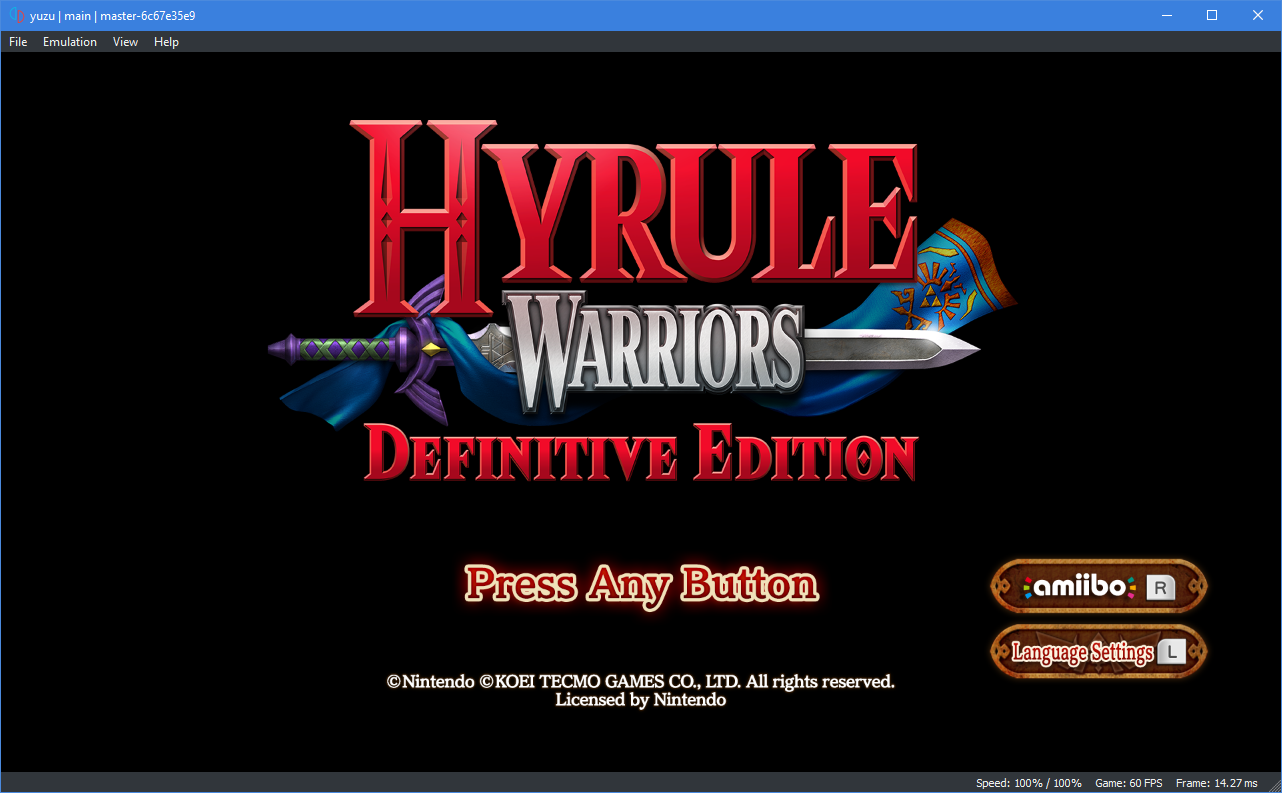 yuzu | main | master-6c67e35e9
File Emulation View Help
HYRULE
WARRIORS
DEFINITIVE EDITION
Press Any Button
amiibo R
Language Settings L
©Nintendo ©KOEI TECMO GAMES CO., LTD. All rights reserved.
Licensed by Nintendo
Speed: 100% / 100% Game: 60 FPS Frame: 14.27 ms